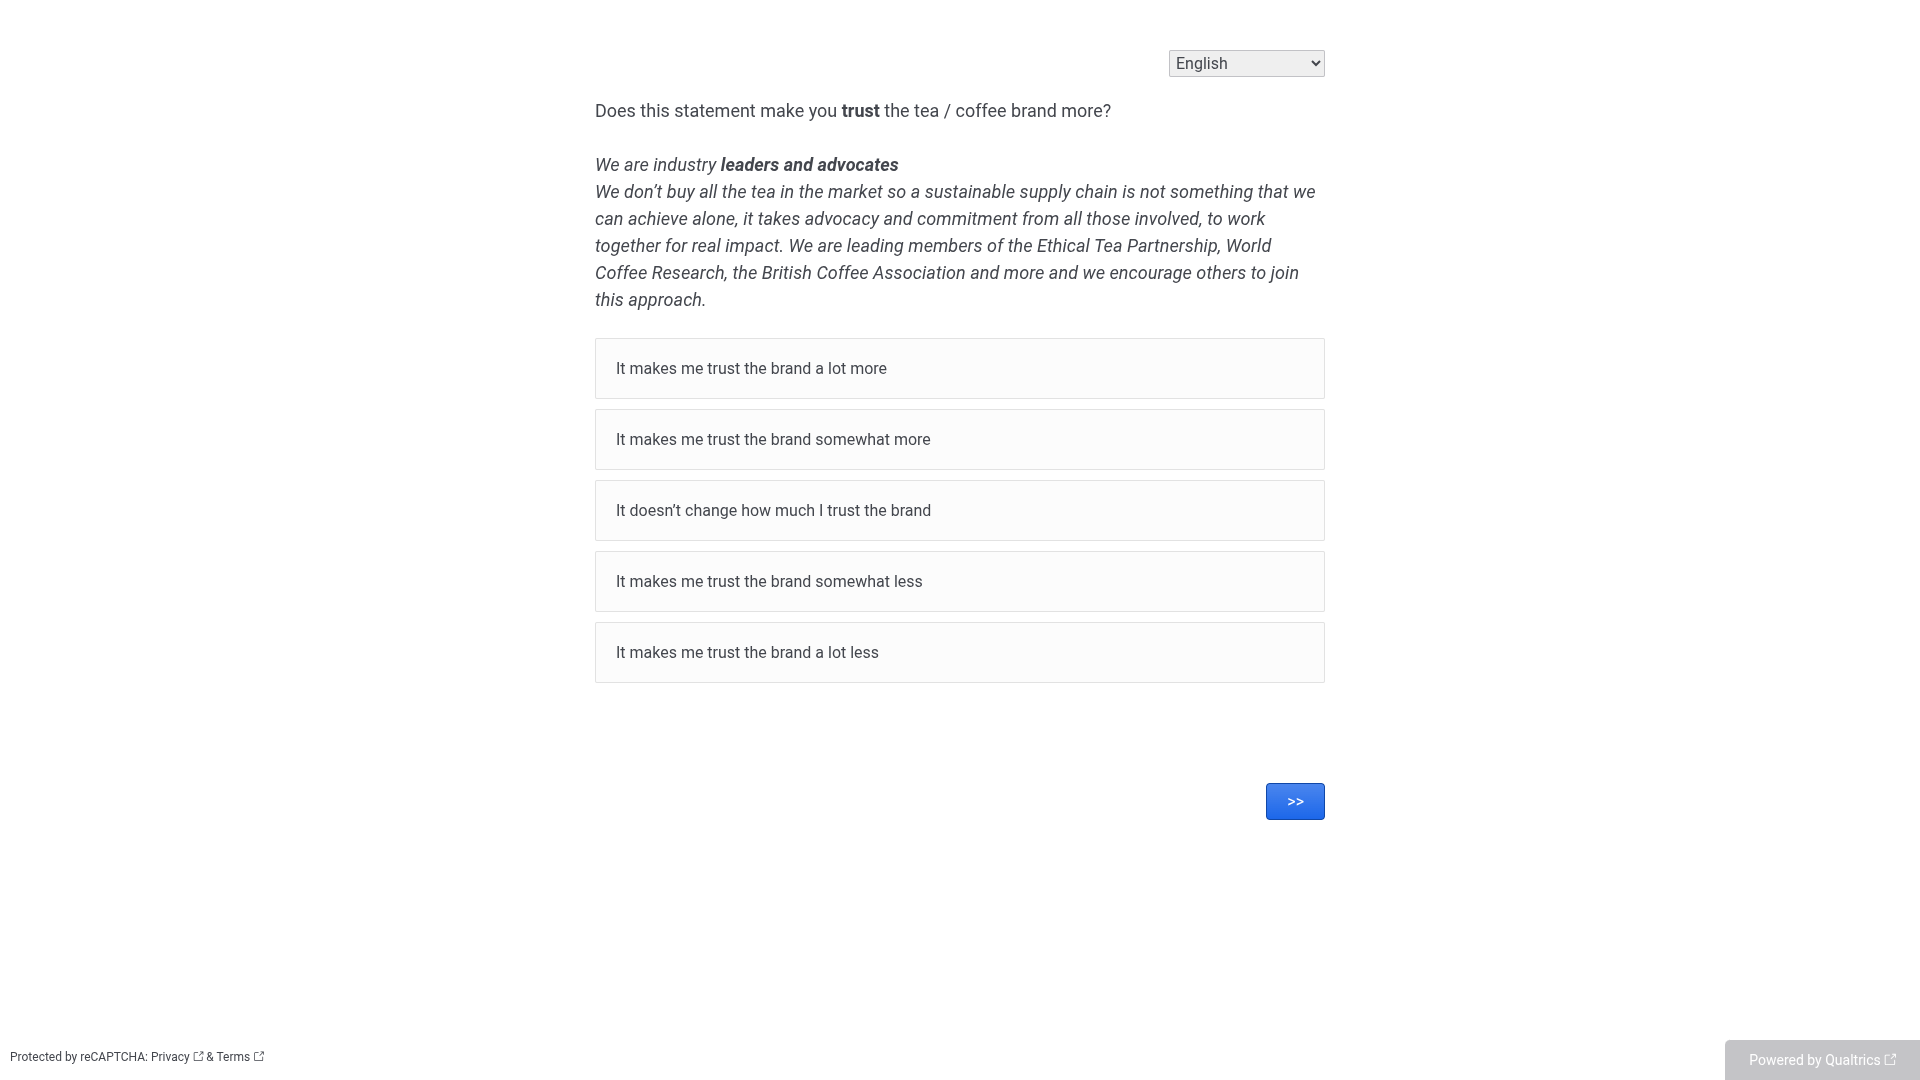 English
Does this statement make you trust the tea / coffee brand more?
We are industry leaders and advocates
We don’t buy all the tea in the market so a sustainable supply chain is not something that we
can achieve alone, it takes advocacy and commitment from all those involved, to work
together for real impact. We are leading members of the Ethical Tea Partnership, World
Coffee Research, the British Coffee Association and more and we encourage others to join
this approach.
It makes me trust the brand a lot more
It makes me trust the brand somewhat more
It doesn’t change how much I trust the brand
It makes me trust the brand somewhat less
It makes me trust the brand a lot less
>>
Protected by reCAPTCHA: Privacy & Terms
Powered by Qualtrics